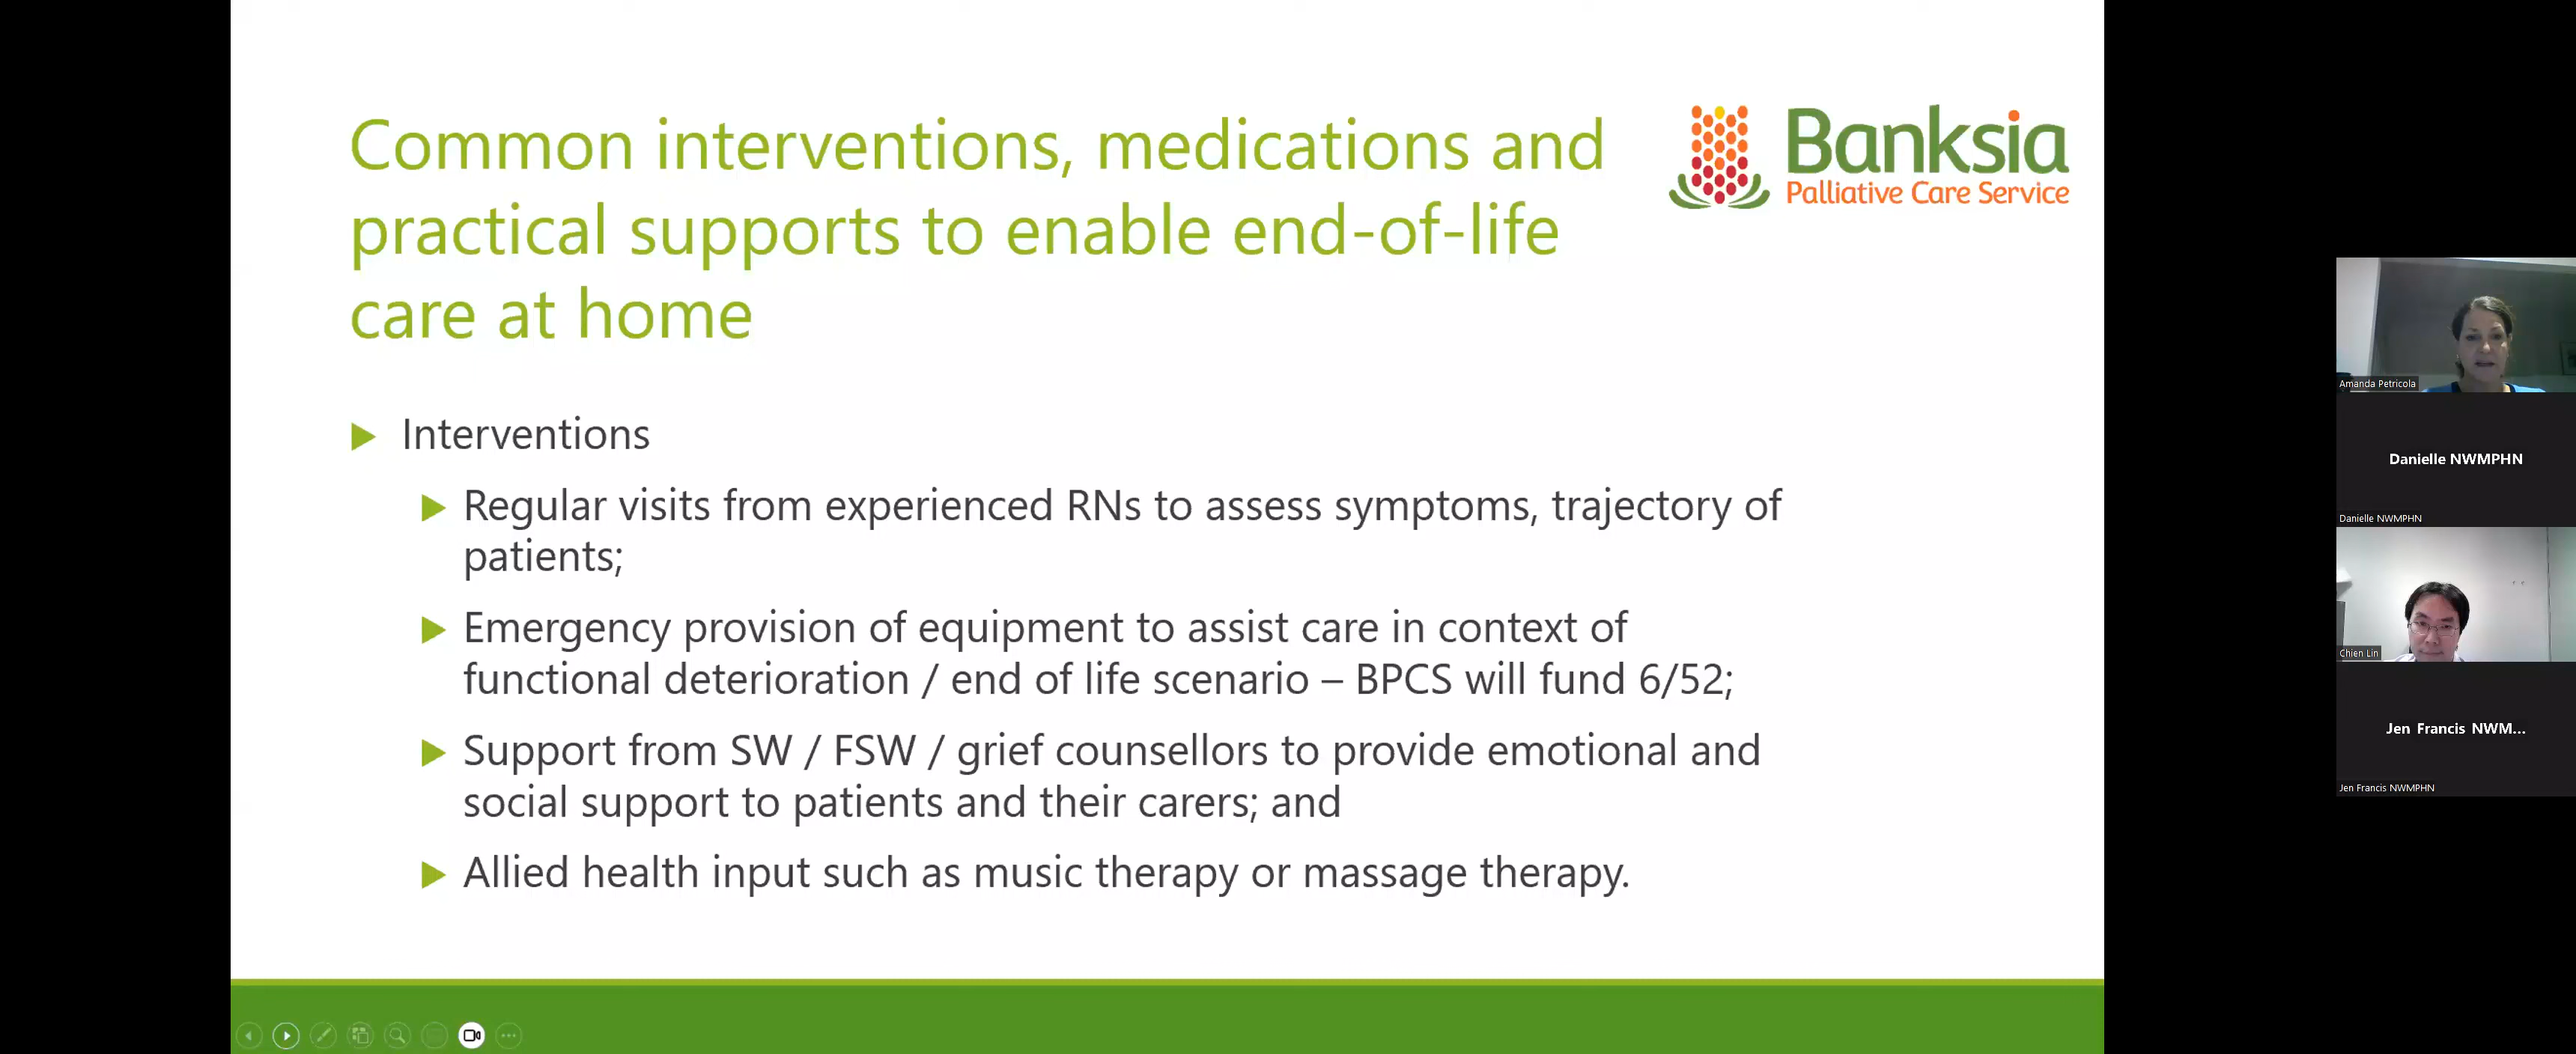 Common interventions, medications and
practical supports to enable end-of-life
care at home
Banksia
Palliative Care Service
Interventions
Regular visits from experienced RNs to assess symptoms, trajectory of
patients;
Emergency provision of equipment to assist care in context of
functional deterioration / end of life scenario – BPCS will fund 6/52;
Support from SW / FSW / grief counsellors to provide emotional and
social support to patients and their carers; and
Allied health input such as music therapy or massage therapy.
Amanda Petricola
Danielle NWMPHN
Danielle NWMPHN
Chien Lin
Jen Francis NWM...
Jen Francis NWMPHN